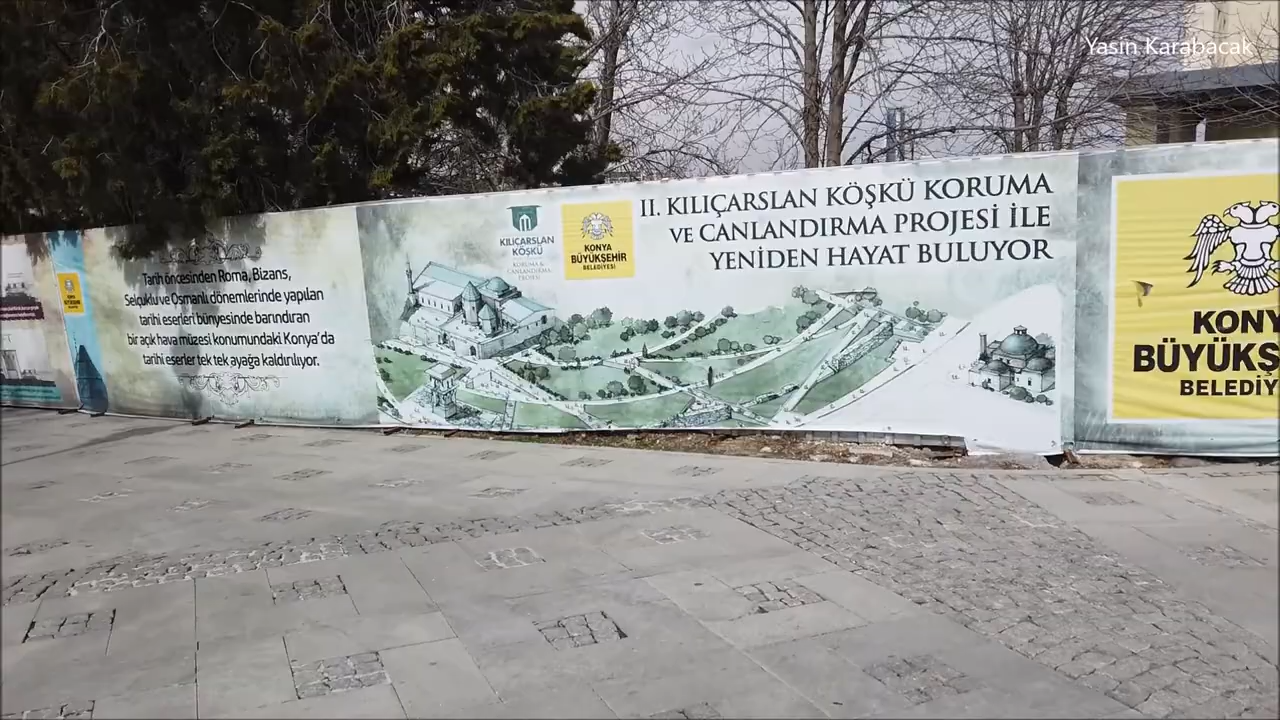 Yasin Karabacak
Tarih öncesinden Roma, Bizans,
Selçuklu ve Osmanlı dönemlerinde yapılan
tarihi eserleri bünyesinde barındıran
bir açık hava müzesi konumundaki Konya'da
tarihi eserler tek tek ayağa kaldırılıyor.
KILIÇARSLAN
KÖŞKÜ
KORUMA &
CANLANDIRMA
PROJESİ
KONYA
BÜYÜKŞEHİR
BELEDİYESİ
II. KILIÇARSLAN KÖŞKÜ KORUMA
VE CANLANDIRMA PROJESİ İLE
YENİDEN HAYAT BULUYOR
KONY
BÜYÜKŞ
BELEDİY